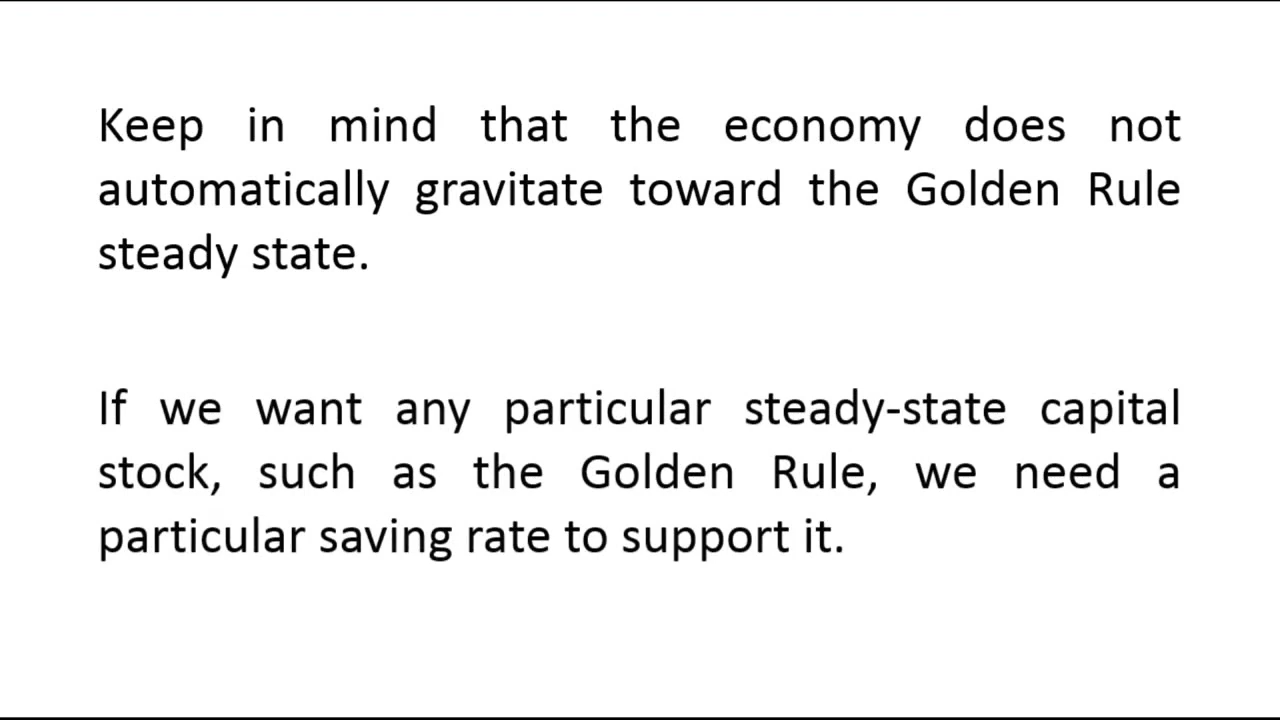 Keep in mind that the economy does not
automatically gravitate toward the Golden Rule
steady state.
If we want any particular steady-state capital
stock, such as the Golden Rule, we need a
particular saving rate to support it.